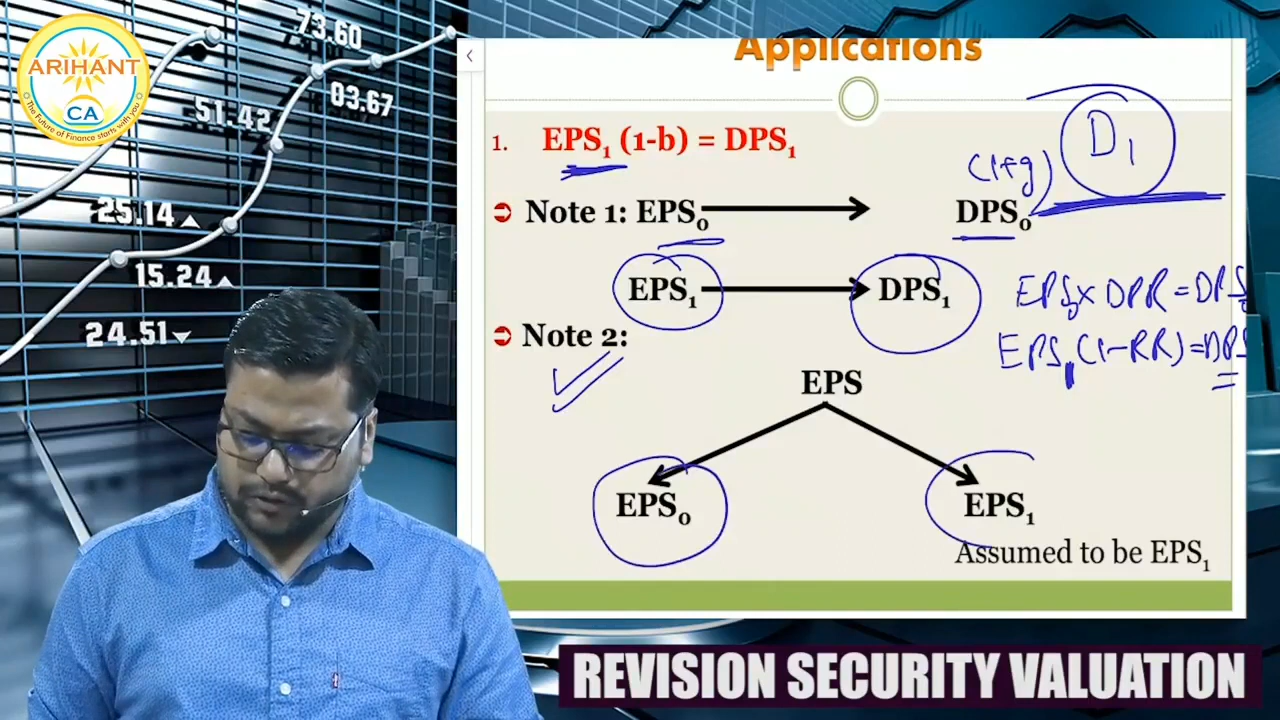 ARIHANT
The Future of Finance starts with you
CA
73.60
51.42
03.67
25.14
15.24
24.51
Applications
1. EPS₁ (1-b) = DPS₁
D₁
(1+g)
Note 1: EPS₀ DPS₀
EPS₁ DPS₁
EPS₀ × DPR = DPS₀
Note 2:
EPS₁ (1-RR) = DPS
EPS
EPS₀ EPS₁
Assumed to be EPS₁
REVISION SECURITY VALUATION